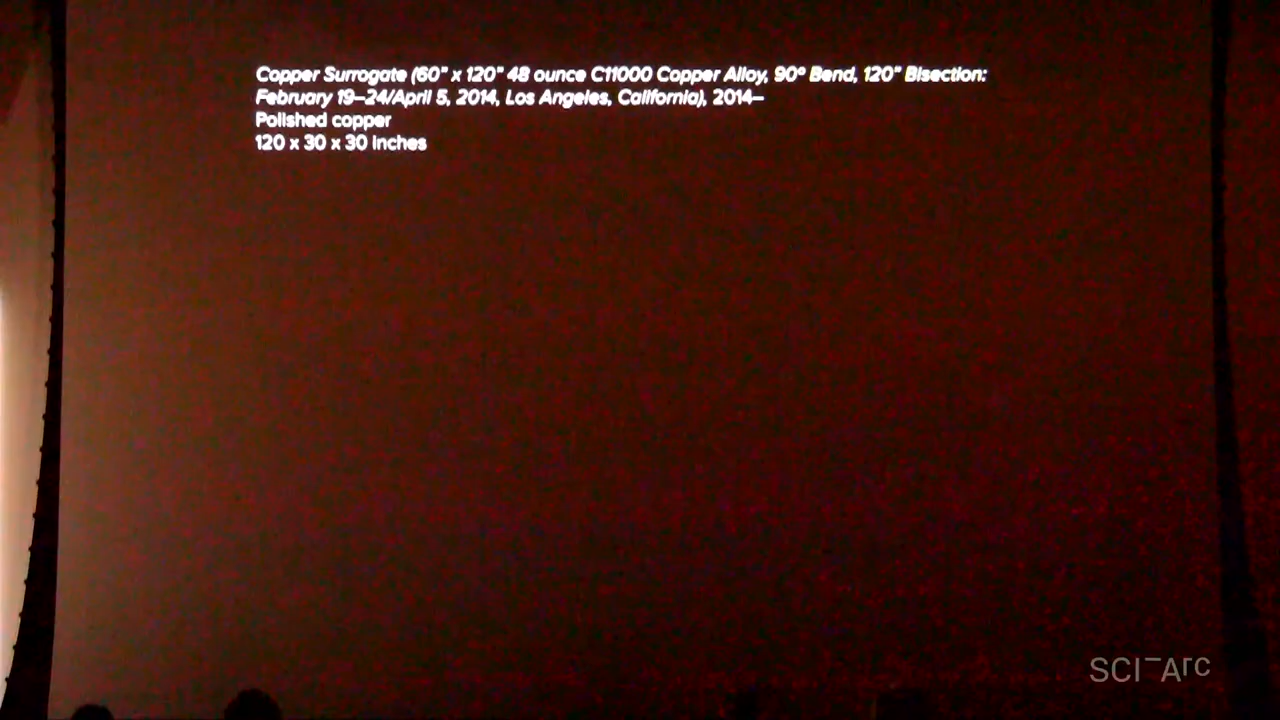 Copper Surrogate (60" x 120" 48 ounce C11000 Copper Alloy, 90º Bend, 120" Bisection:
February 19–24/April 5, 2014, Los Angeles, California), 2014–
Polished copper
120 x 30 x 30 inches
SCI-Arc